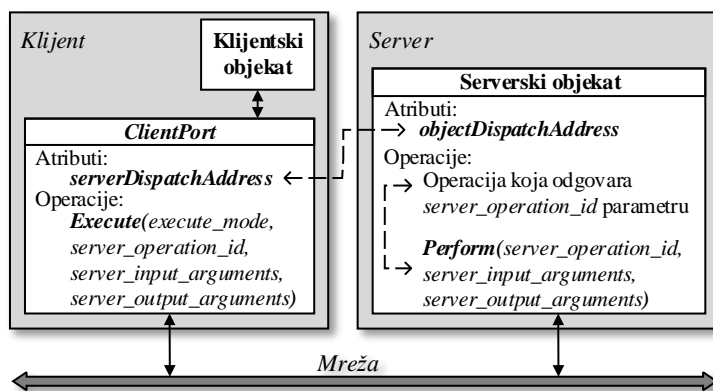 Klijent
Klijentski
objekat
ClientPort
Atributi:
serverDispatchAddress
Operacije:
Execute(execute_mode,
server_operation_id,
server_input_arguments,
server_output_arguments)
Server
Serverski objekat
Atributi:
objectDispatchAddress
Operacije:
Operacija koja odgovara
server_operation_id parametru
Perform(server_operation_id,
server_input_arguments,
server_output_arguments)
Mreža